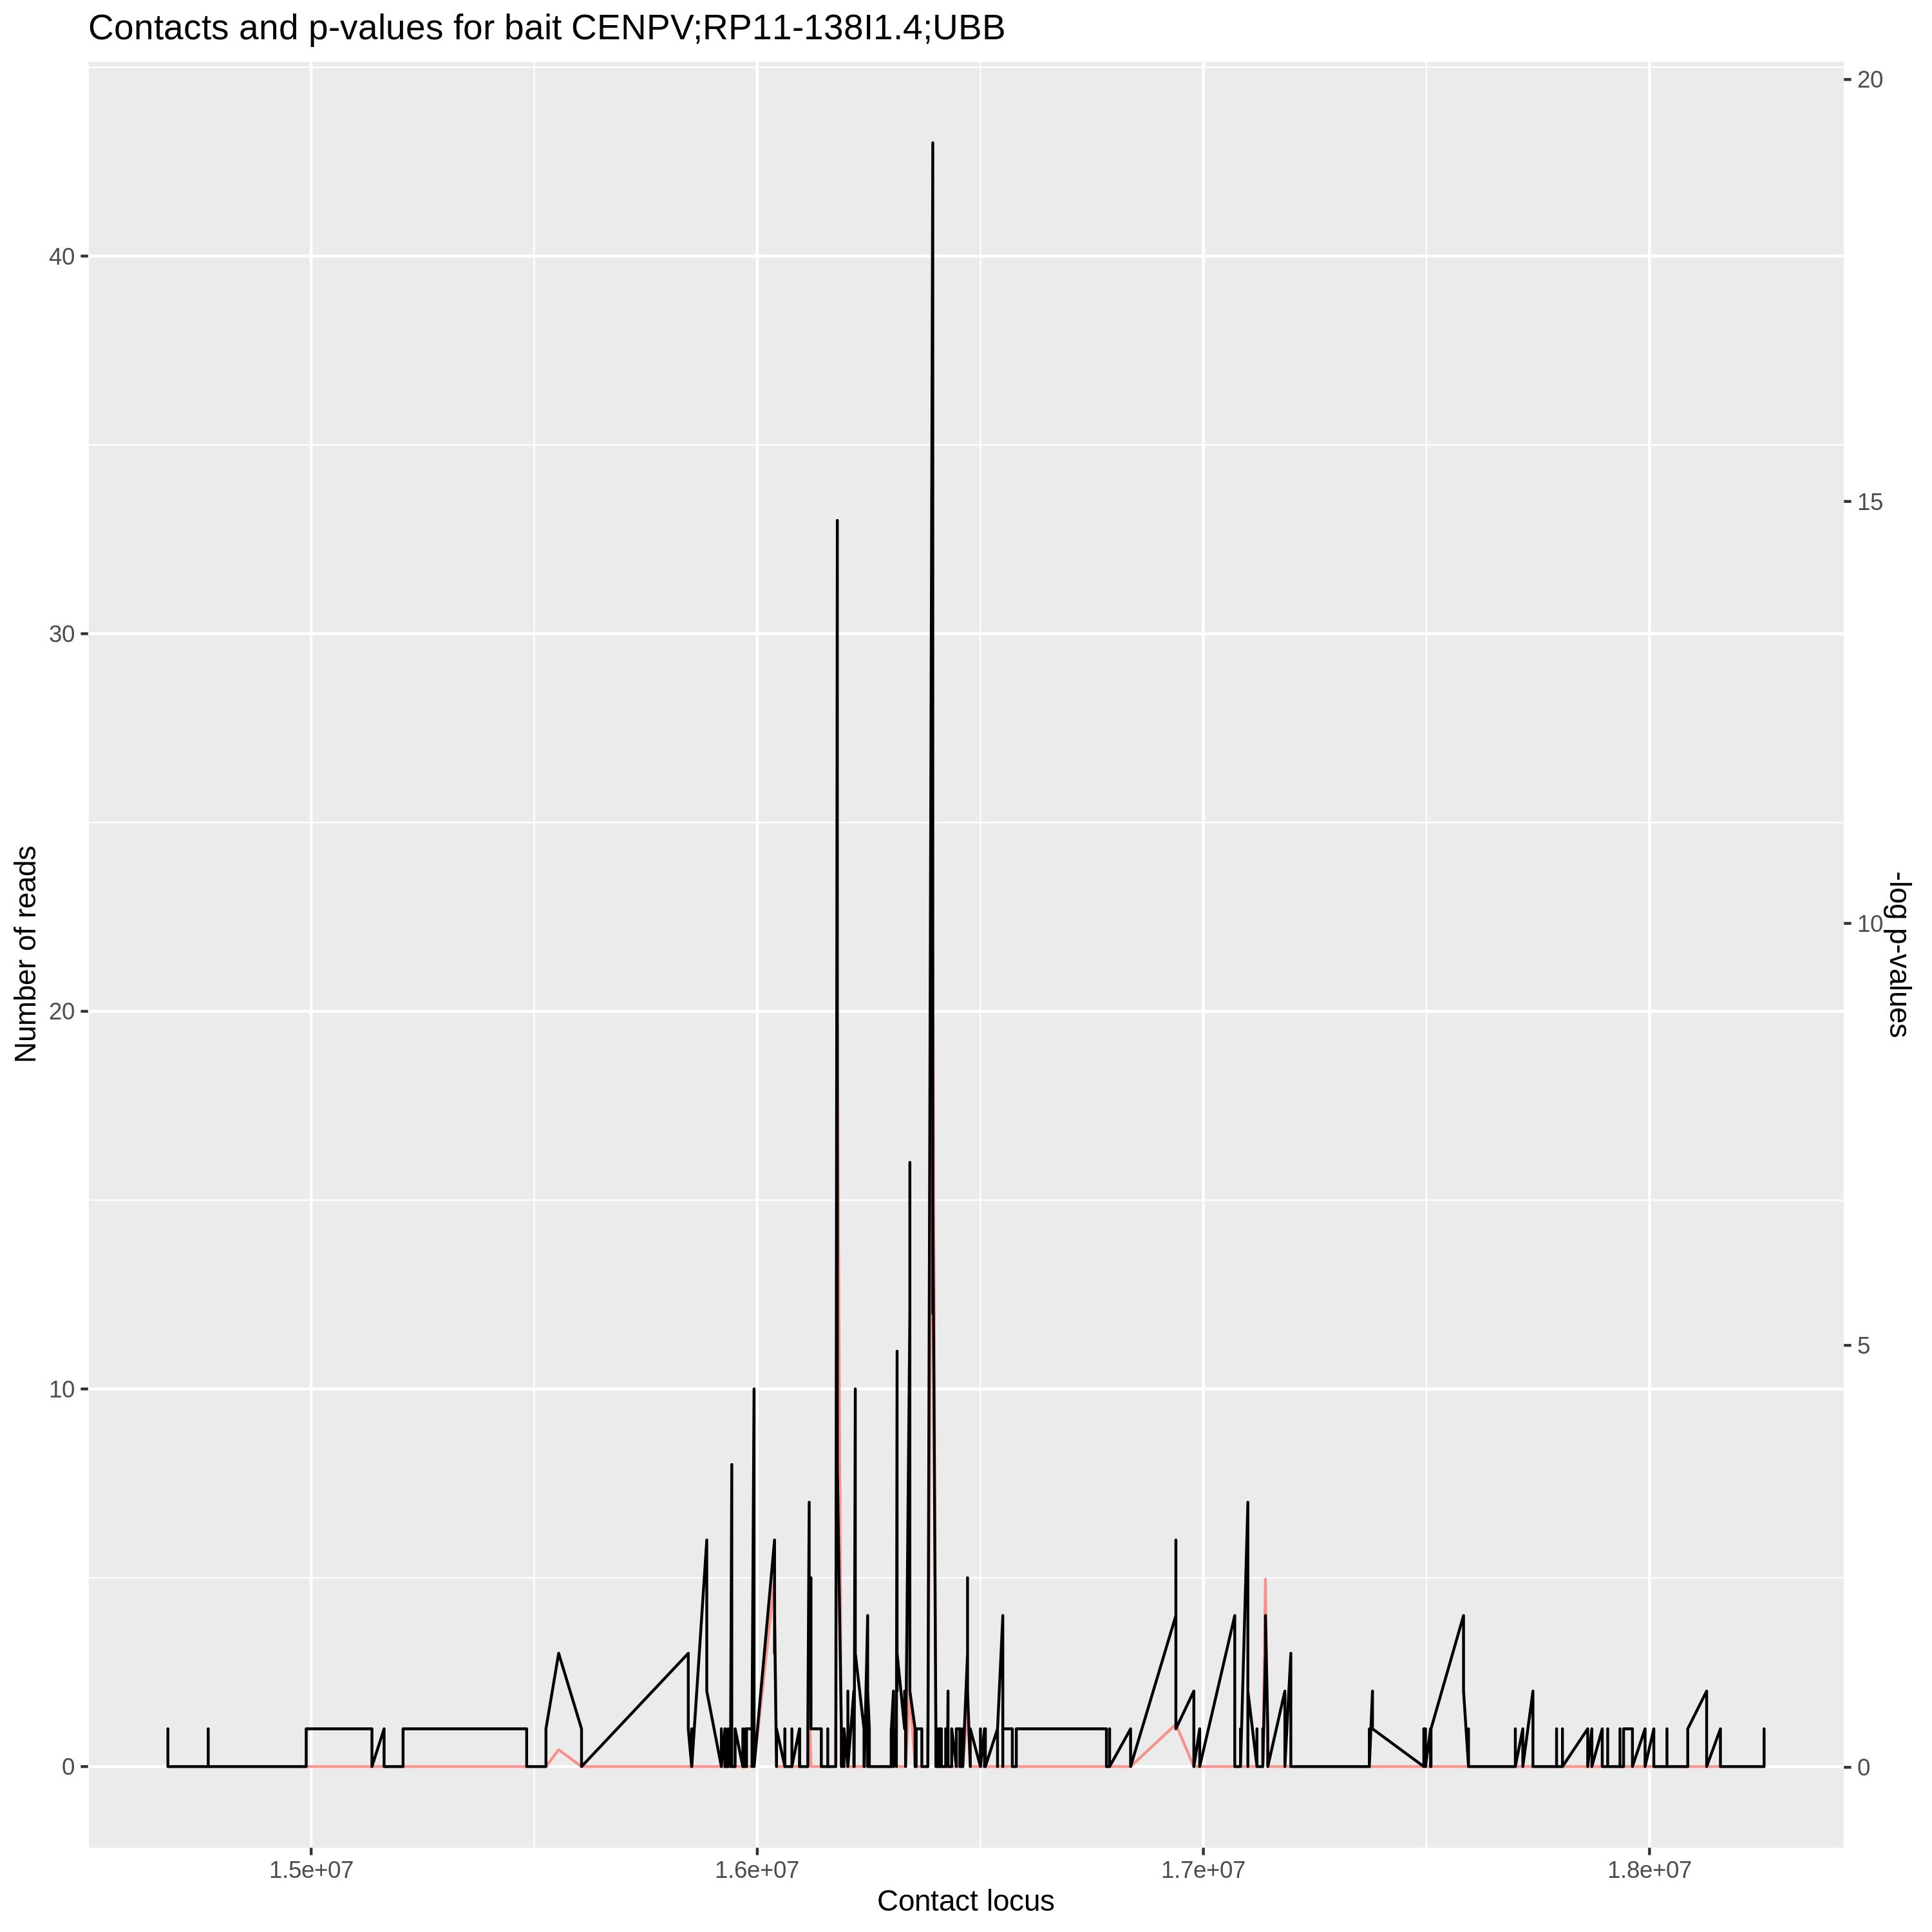 Contacts and p-values for bait CENPV;RP11-138I1.4;UBB
Number of reads
40
30
20
10
0
20
15
10
5
0
-log p-values
1.5e+07
1.6e+07
1.7e+07
1.8e+07
Contact locus